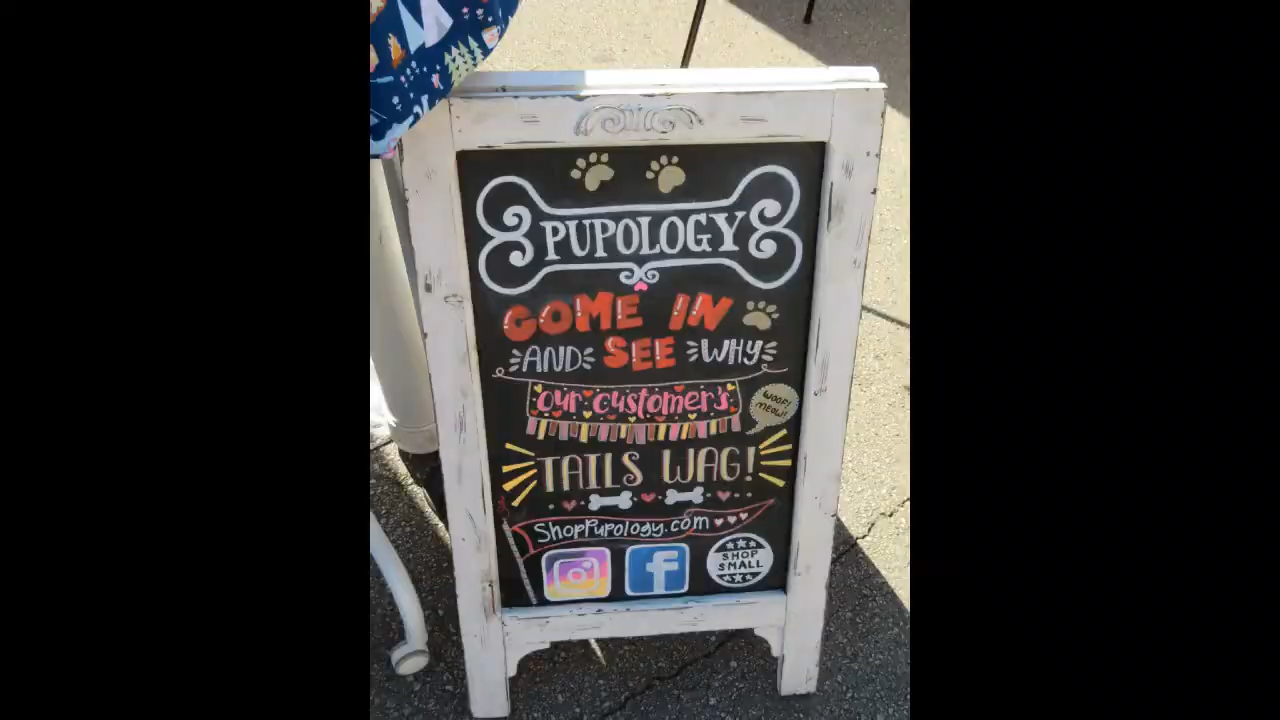 PUPOLOGY
COME IN
AND SEE WHY
our customer's
WOOF!
MEOW!
TAILS WAG!
ShopPupology.com
SHOP
SMALL